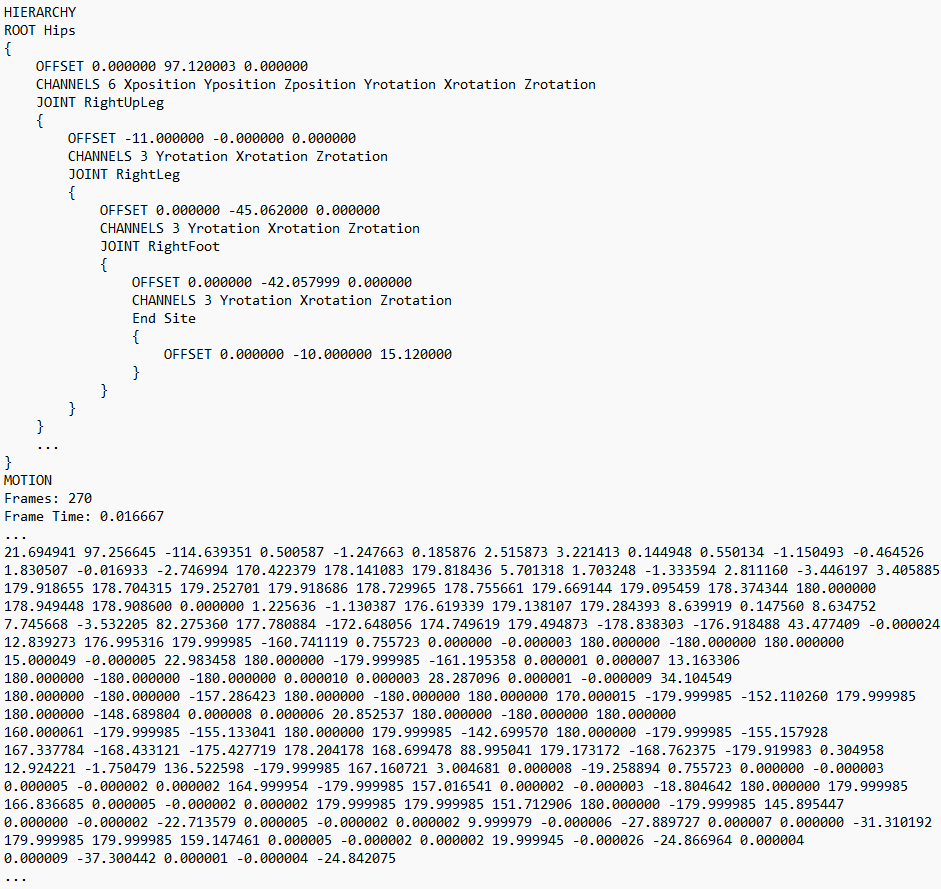 HIERARCHY
ROOT Hips
{
OFFSET 0.000000 97.120003 0.000000
CHANNELS 6 Xposition Yposition Zposition Yrotation Xrotation Zrotation
JOINT RightUpLeg
{
OFFSET -11.000000 -0.000000 0.000000
CHANNELS 3 Yrotation Xrotation Zrotation
JOINT RightLeg
{
OFFSET 0.000000 -45.062000 0.000000
CHANNELS 3 Yrotation Xrotation Zrotation
JOINT RightFoot
{
OFFSET 0.000000 -42.057999 0.000000
CHANNELS 3 Yrotation Xrotation Zrotation
End Site
{
OFFSET 0.000000 -10.000000 15.120000
}
}
}
}
...
}
MOTION
Frames: 270
Frame Time: 0.016667
...
21.694941 97.256645 -114.639351 0.500587 -1.247663 0.185876 2.515873 3.221413 0.144948 0.550134 -1.150493 -0.464526
1.830507 -0.016933 -2.746994 170.422379 178.141083 179.818436 5.701318 1.703248 -1.333594 2.811160 -3.446197 3.405885
179.918655 178.704315 179.252701 179.918686 178.729965 178.755661 179.669144 179.095459 178.374344 180.000000
178.949448 178.908600 0.000000 1.225636 -1.130387 176.619339 179.138107 179.284393 8.639919 0.147560 8.634752
7.745668 -3.532205 82.275360 177.780884 -172.648056 174.749619 179.494873 -178.838303 -176.918488 43.477409 -0.000024
12.839273 176.995316 179.999985 -160.741119 0.755723 0.000000 -0.000003 180.000000 -180.000000 180.000000
15.000049 -0.000005 22.983458 180.000000 -179.999985 -161.195358 0.000001 0.000007 13.163306
180.000000 -180.000000 -180.000000 0.000010 0.000003 28.287096 0.000001 -0.000009 34.104549
180.000000 -180.000000 -157.286423 180.000000 -180.000000 180.000000 170.000015 -179.999985 -152.110260 179.999985
180.000000 -148.689804 0.000008 0.000006 20.852537 180.000000 -180.000000 180.000000
160.000061 -179.999985 -155.133041 180.000000 179.999985 -142.699570 180.000000 -179.999985 -155.157928
167.337784 -168.433121 -175.427719 178.204178 168.699478 88.995041 179.173172 -168.762375 -179.919983 0.304958
12.924221 -1.750479 136.522598 -179.999985 167.160721 3.004681 0.000008 -19.258894 0.755723 0.000000 -0.000003
0.000005 -0.000002 0.000002 164.999954 -179.999985 157.016541 0.000002 -0.000003 -18.804642 180.000000 179.999985
166.836685 0.000005 -0.000002 0.000002 179.999985 179.999985 151.712906 180.000000 -179.999985 145.895447
0.000000 -0.000002 -22.713579 0.000005 -0.000002 0.000002 9.999979 -0.000006 -27.889727 0.000007 0.000000 -31.310192
179.999985 179.999985 159.147461 0.000005 -0.000002 0.000002 19.999945 -0.000026 -24.866964 0.000004
0.000009 -37.300442 0.000001 -0.000004 -24.842075
...